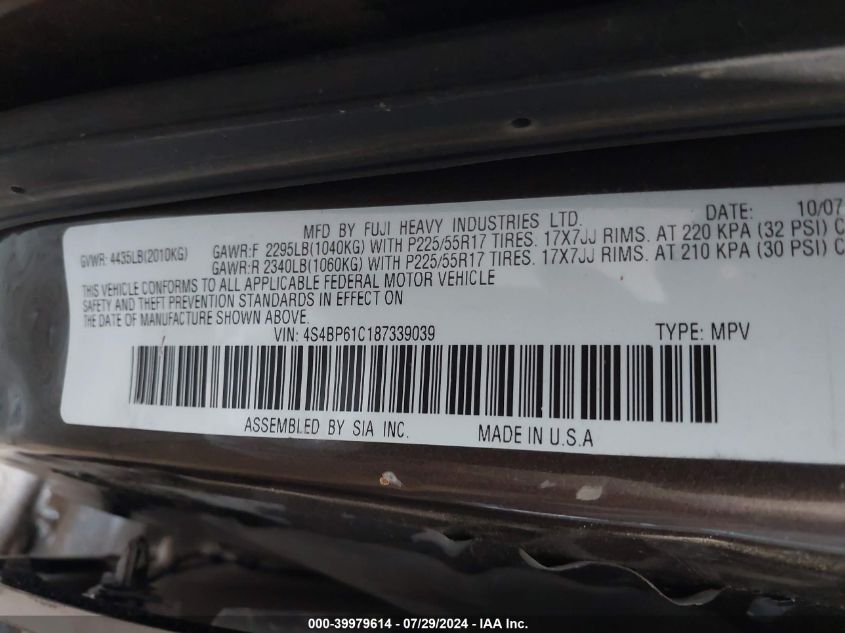 MFD BY FUJI HEAVY INDUSTRIES LTD. DATE: 10/07
GVWR: 4435LB(2010KG) GAWR:F 2295LB(1040KG) WITH P225/55R17 TIRES. 17X7JJ RIMS. AT 220 KPA (32 PSI) C
GAWR:R 2340LB(1060KG) WITH P225/55R17 TIRES. 17X7JJ RIMS. AT 210 KPA (30 PSI) C
THIS VEHICLE CONFORMS TO ALL APPLICABLE FEDERAL MOTOR VEHICLE
SAFETY AND THEFT PREVENTION STANDARDS IN EFFECT ON
THE DATE OF MANUFACTURE SHOWN ABOVE.
VIN: 4S4BP61C187339039 TYPE: MPV
ASSEMBLED BY SIA INC. MADE IN U.S.A
000-39979614 - 07/29/2024 - IAA Inc.